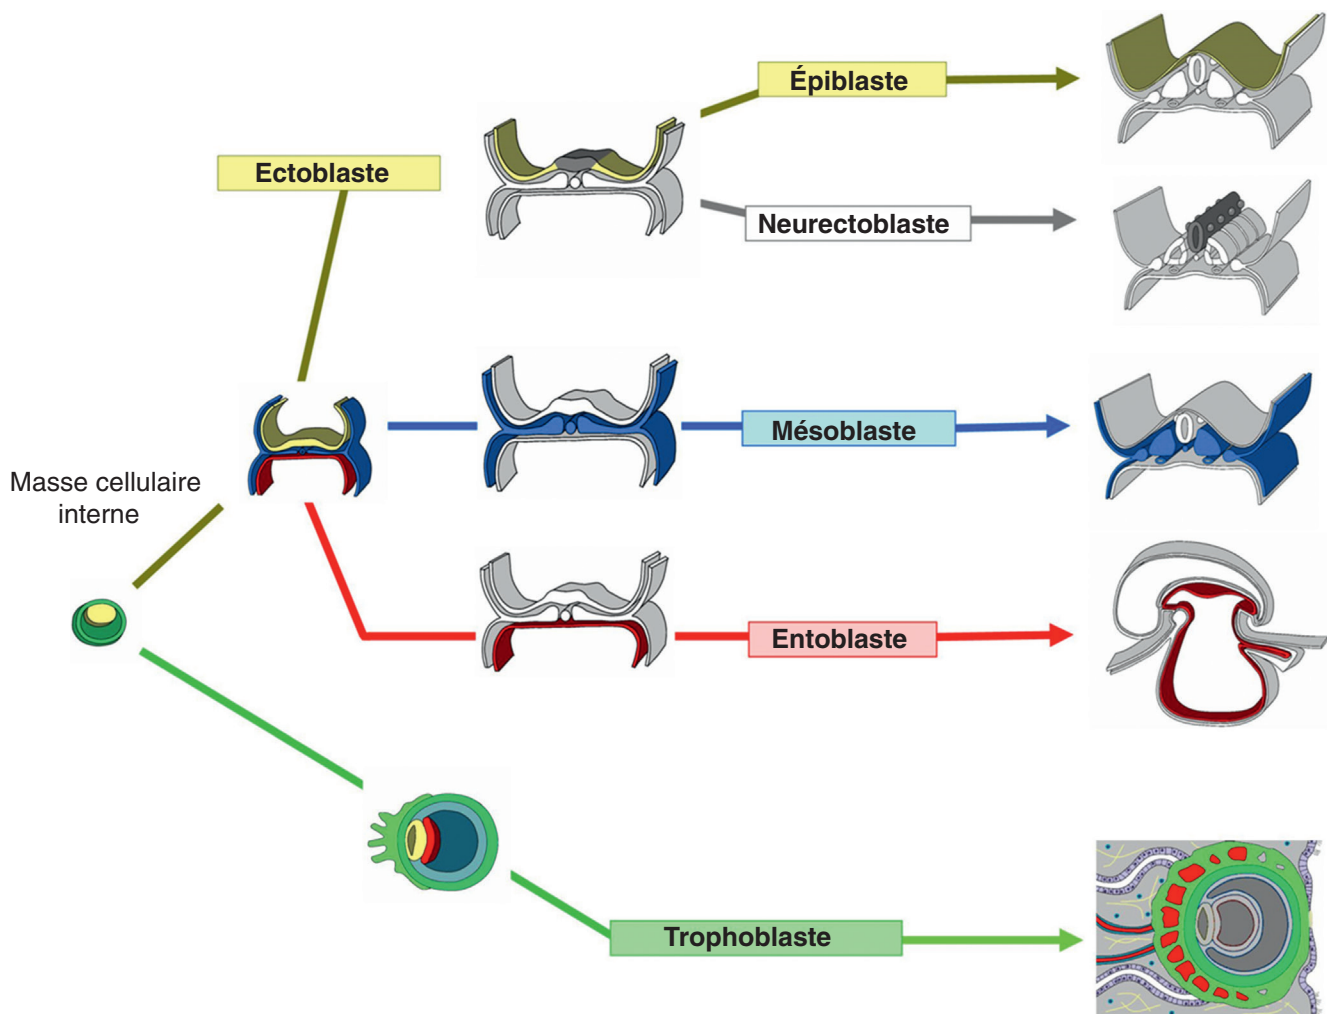 Épiblaste
Ectoblaste
Neurectoblaste
Mésoblaste
Masse cellulaire
interne
Entoblaste
Trophoblaste